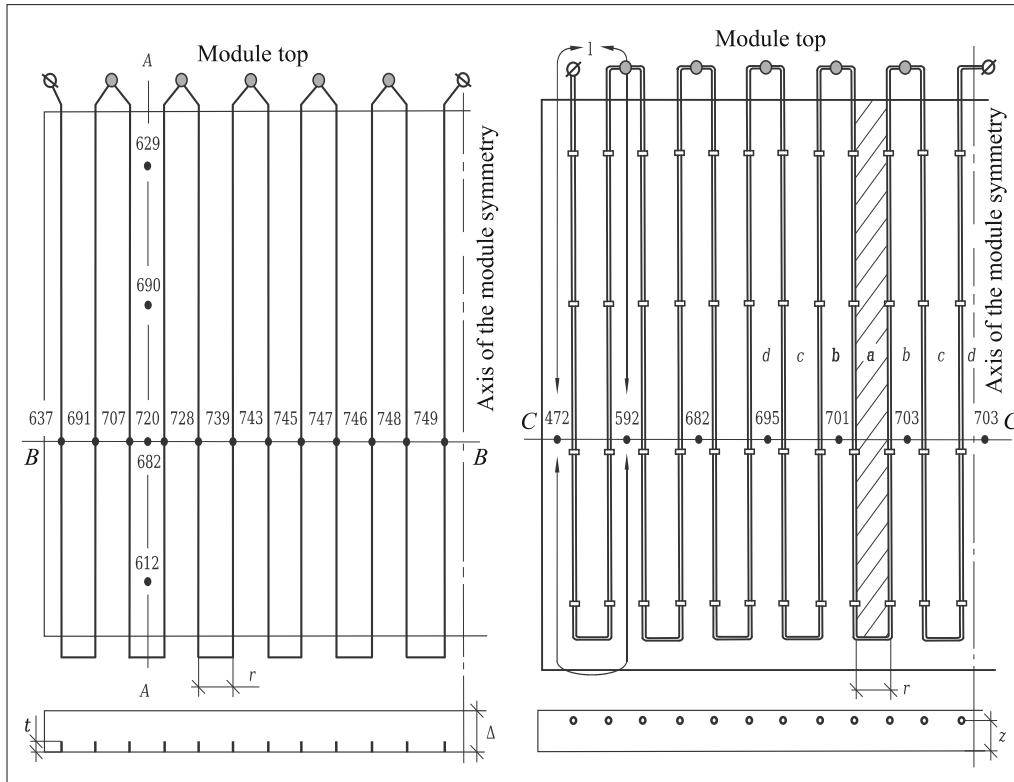 A
Module top
629
690
637 691 707 720 728 739 743 745 747 746 748 749
B
B
682
612
A
r
t
Δ
Axis of the module symmetry
l
Module top
d c b a b c d
472 592 682 695 701 703 703
C
C
r
z
Axis of the module symmetry